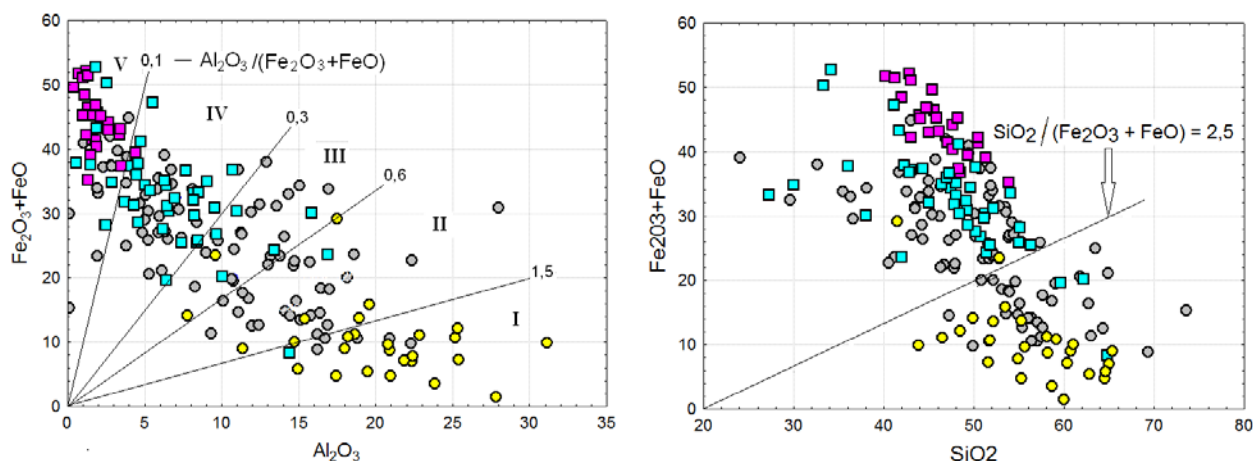 60
50
40
30
20
10
0
Fe₂O₃+FeO
V
0,1
— Al₂O₃/(Fe₂O₃+FeO)
IV
0,3
III
0,6
II
1,5
I
0 5 10 15 20 25 30 35
Al₂O₃
60
50
40
30
20
10
0
Fe203+FeO
SiO₂/(Fe₂O₃ + FeO) = 2,5
20 30 40 50 60 70 80
SiO2